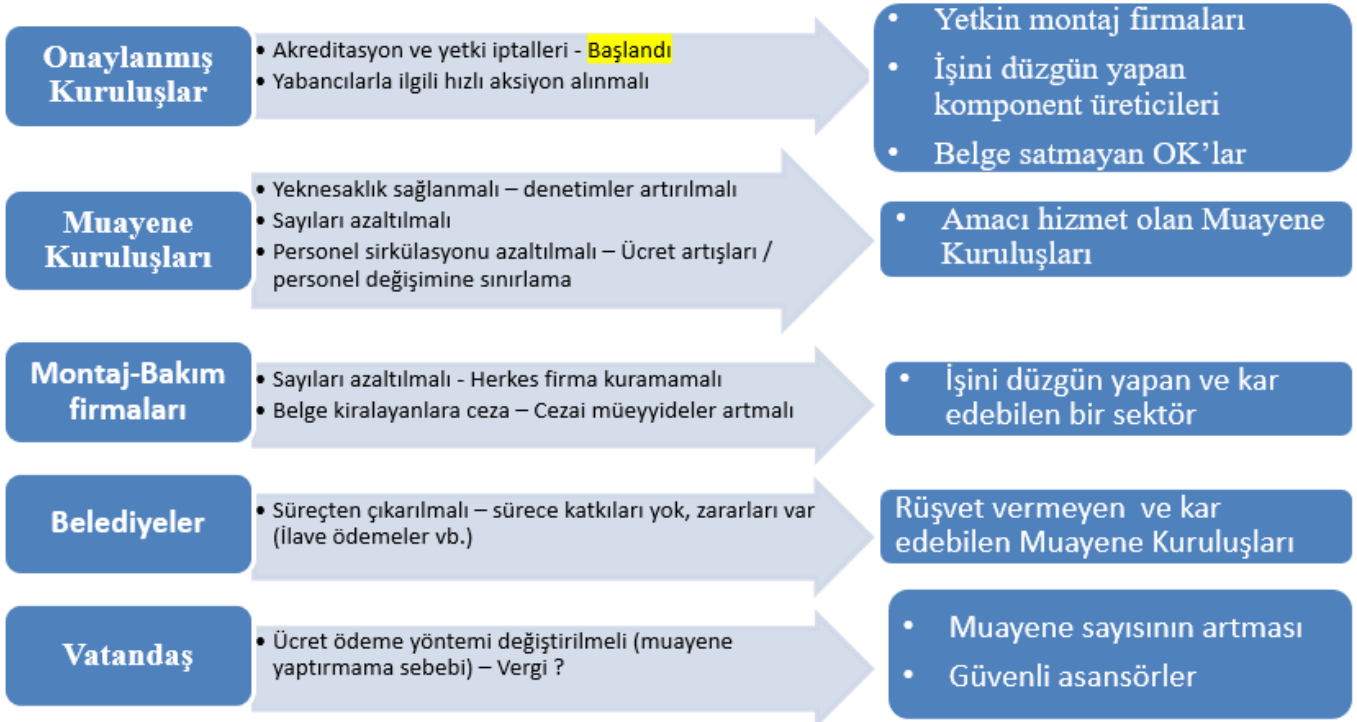 Onaylanmış
Kuruluşlar
• Akreditasyon ve yetki iptalleri - Başlandı
• Yabancılarla ilgili hızlı aksiyon alınmalı
• Yetkin montaj firmaları
• İşini düzgün yapan
komponent üreticileri
• Belge satmayan OK’lar
Muayene
Kuruluşları
• Yeknesaklık sağlanmalı – denetimler artırılmalı
• Sayıları azaltılmalı
• Personel sirkülasyonu azaltılmalı – Ücret artışları /
personel değişimine sınırlama
• Amacı hizmet olan Muayene
Kuruluşları
Montaj-Bakım
firmaları
• Sayıları azaltılmalı - Herkes firma kuramamalı
• Belge kiralayanlara ceza – Cezai müeyyideler artmalı
• İşini düzgün yapan ve kar
edebilen bir sektör
Belediyeler
• Süreçten çıkarılmalı – sürece katkıları yok, zararları var
(İlave ödemeler vb.)
Rüşvet vermeyen ve kar
edebilen Muayene Kuruluşları
Vatandaş
• Ücret ödeme yöntemi değiştirilmeli (muayene
yaptırmama sebebi) – Vergi ?
• Muayene sayısının artması
• Güvenli asansörler